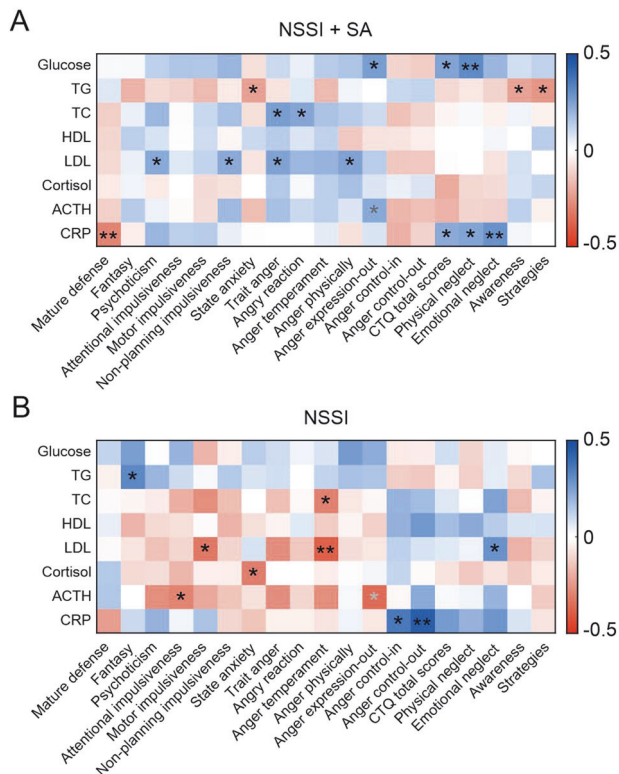 A
NSSI + SA
Glucose
TG
TC
HDL
LDL
Cortisol
ACTH
CRP
* * **
* * *
* *
* * * *
*
** * * **
0.5
0
-0.5
Mature defense
Fantasy
Psychoticism
Attentional impulsiveness
Motor impulsiveness
Non-planning impulsiveness
State anxiety
Trait anger
Angry reaction
Anger temperament
Anger physically
Anger expression-out
Anger control-in
Anger control-out
CTQ total scores
Physical neglect
Emotional neglect
Awareness
Strategies
B
NSSI
Glucose
TG
TC
HDL
LDL
Cortisol
ACTH
CRP
*
*
* ** *
*
* *
* **
0.5
0
-0.5
Mature defense
Fantasy
Psychoticism
Attentional impulsiveness
Motor impulsiveness
Non-planning impulsiveness
State anxiety
Trait anger
Angry reaction
Anger temperament
Anger physically
Anger expression-out
Anger control-in
Anger control-out
CTQ total scores
Physical neglect
Emotional neglect
Awareness
Strategies